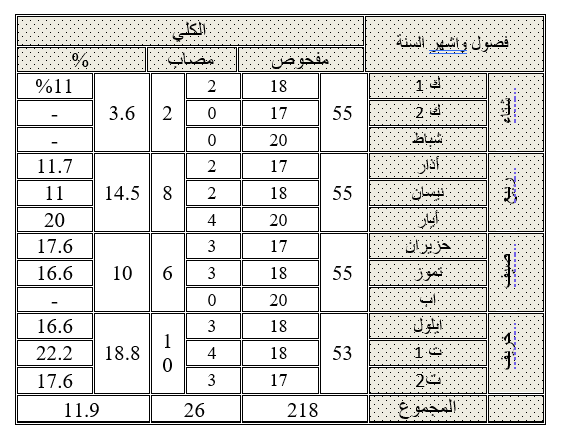 فصول واشهر السنة الكلي
مفحوص مصاب %
شتاء 55 2 3.6
ك 1 18 2 %11
ك 2 17 0 -
شباط 20 0 -
ربيع 55 8 14.5
أذار 17 2 11.7
نيسان 18 2 11
أيار 20 4 20
صيف 55 6 10
حزيران 17 3 17.6
تموز 18 3 16.6
اب 20 0 -
خريف 53 10 18.8
ايلول 18 3 16.6
ت 1 18 4 22.2
ت2 17 3 17.6
المجموع 218 26 11.9